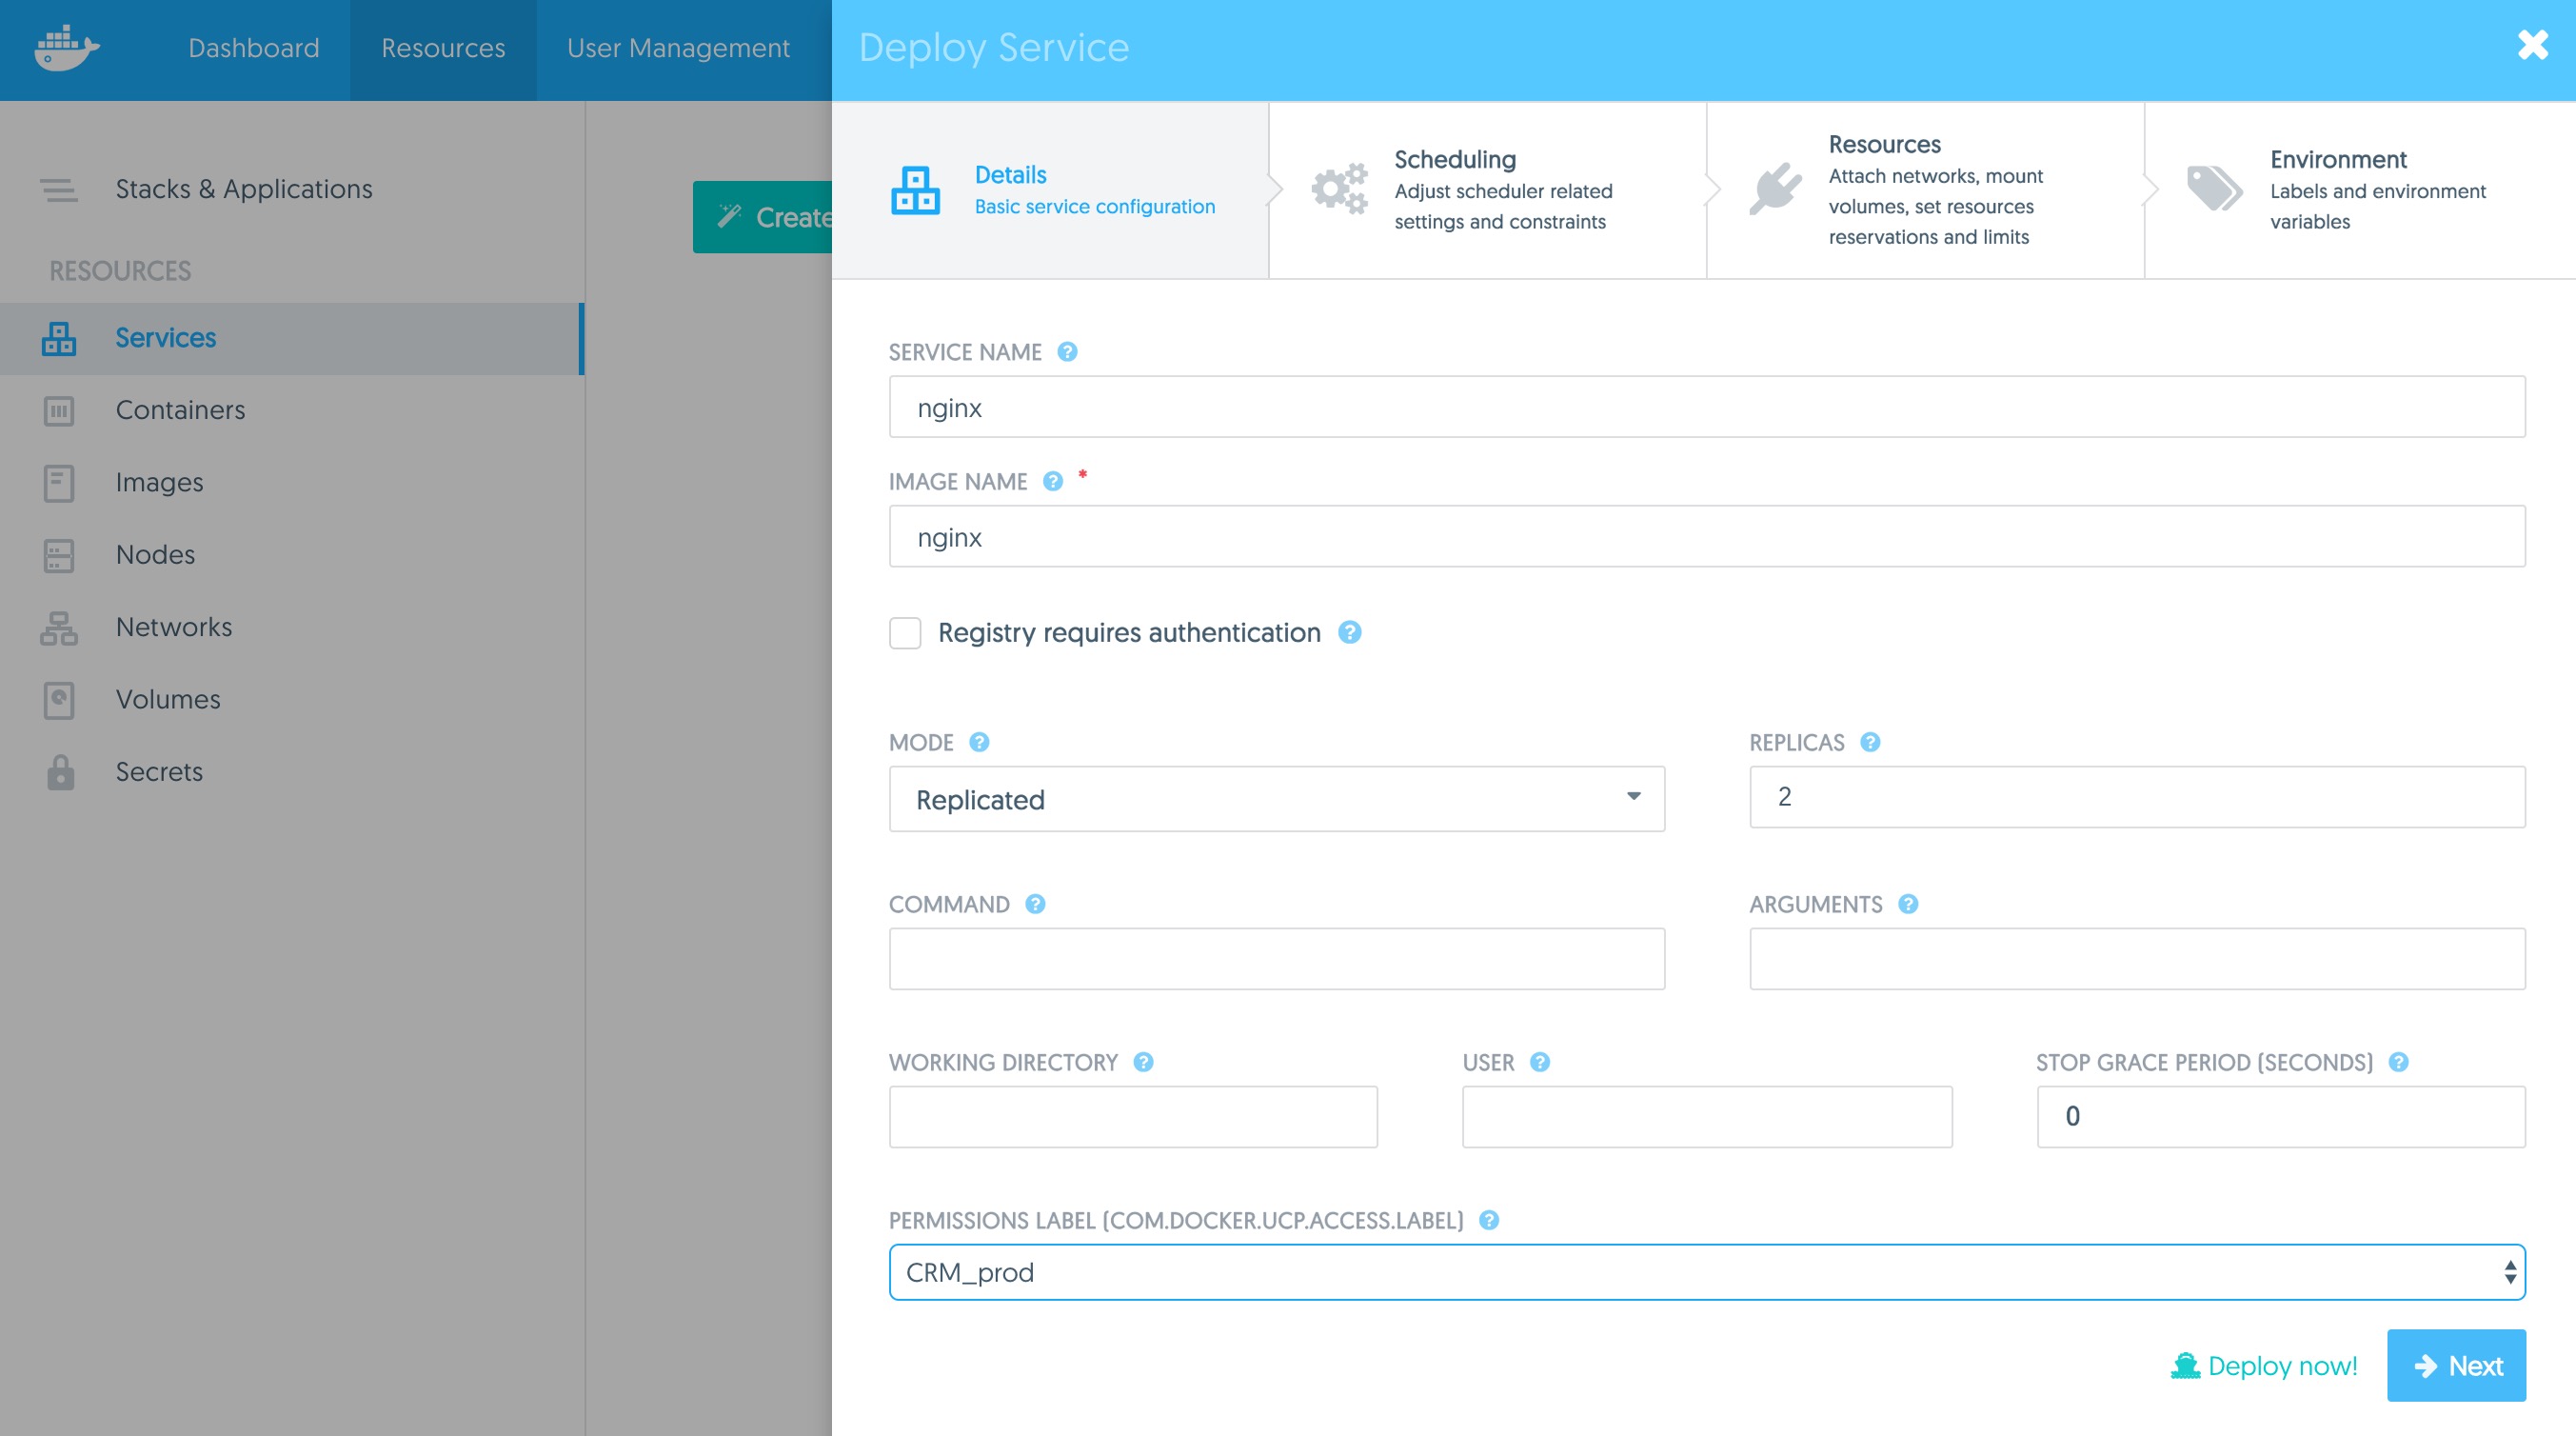 Dashboard
Resources
User Management
Deploy Service
Stacks & Applications
RESOURCES
Services
Containers
Images
Nodes
Networks
Volumes
Secrets
Create
Details
Basic service configuration
Scheduling
Adjust scheduler related
settings and constraints
Resources
Attach networks, mount
volumes, set resources
reservations and limits
Environment
Labels and environment
variables
SERVICE NAME ?
nginx
IMAGE NAME ? *
nginx
Registry requires authentication ?
MODE ?
Replicated
REPLICAS ?
2
COMMAND ?
ARGUMENTS ?
WORKING DIRECTORY ?
USER ?
STOP GRACE PERIOD (SECONDS) ?
0
PERMISSIONS LABEL (COM.DOCKER.UCP.ACCESS.LABEL) ?
CRM_prod
Deploy now!
Next